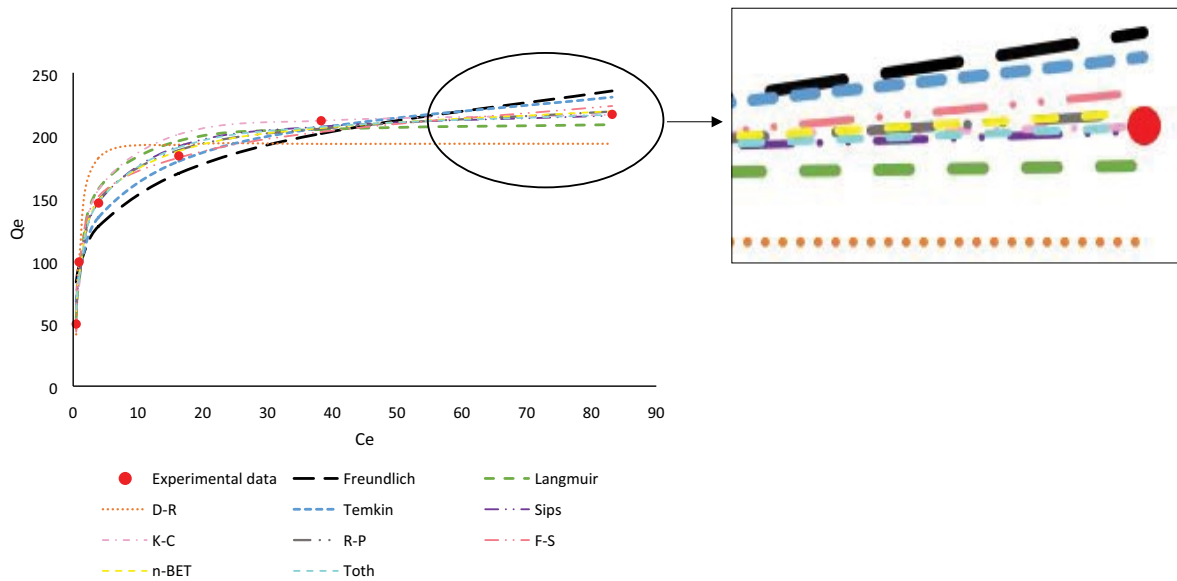 250
200
150
100
50
0
Qe
0 10 20 30 40 50 60 70 80 90
Ce
Experimental data Freundlich Langmuir
D-R Temkin Sips
K-C R-P F-S
n-BET Toth